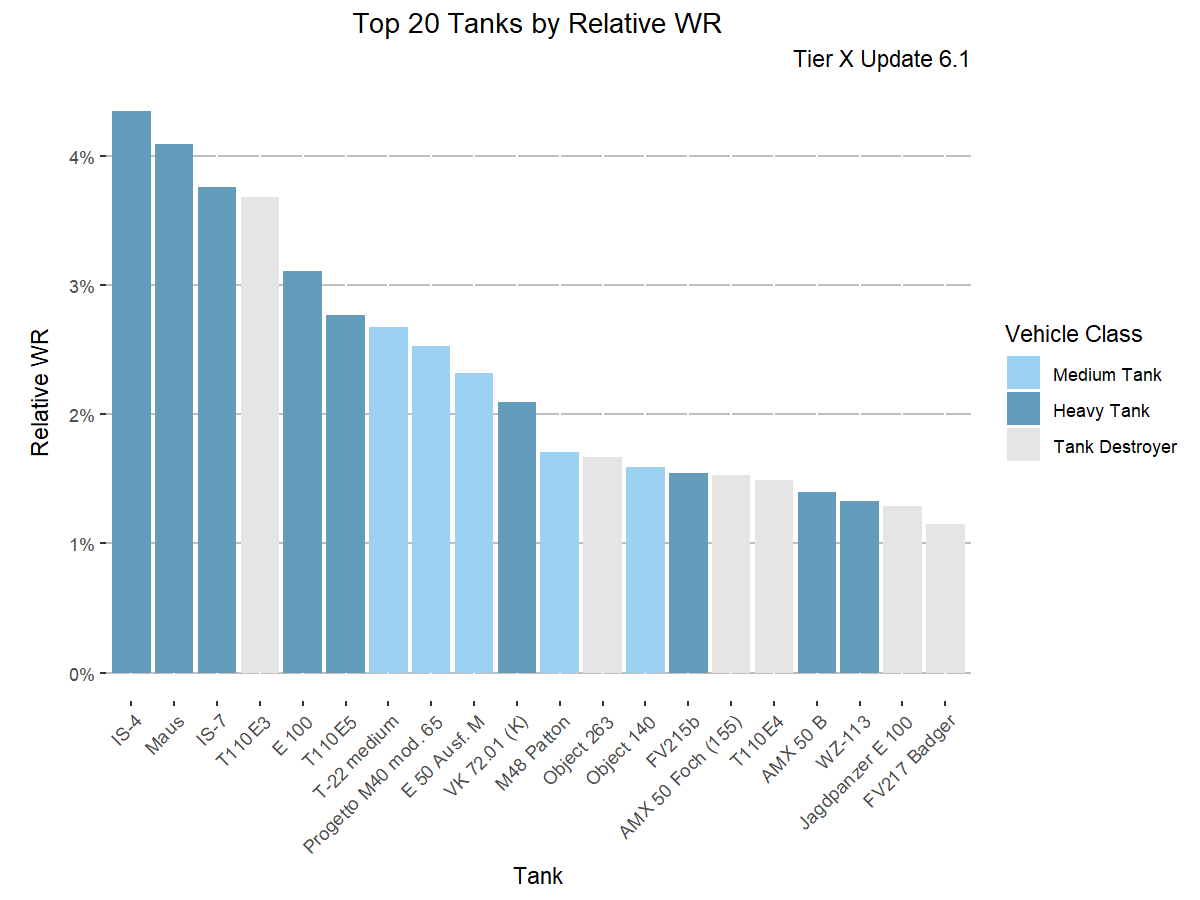 Top 20 Tanks by Relative WR
Tier X Update 6.1
Relative WR
4%
3%
2%
1%
0%
IS-4
Maus
IS-7
T110E3
E 100
T110E5
T-22 medium
Progetto M40 mod. 65
E 50 Ausf. M
VK 72.01 (K)
M48 Patton
Object 263
Object 140
FV215b
AMX 50 Foch (155)
T110E4
AMX 50 B
WZ-113
Jagdpanzer E 100
FV217 Badger
Tank
Vehicle Class
Medium Tank
Heavy Tank
Tank Destroyer